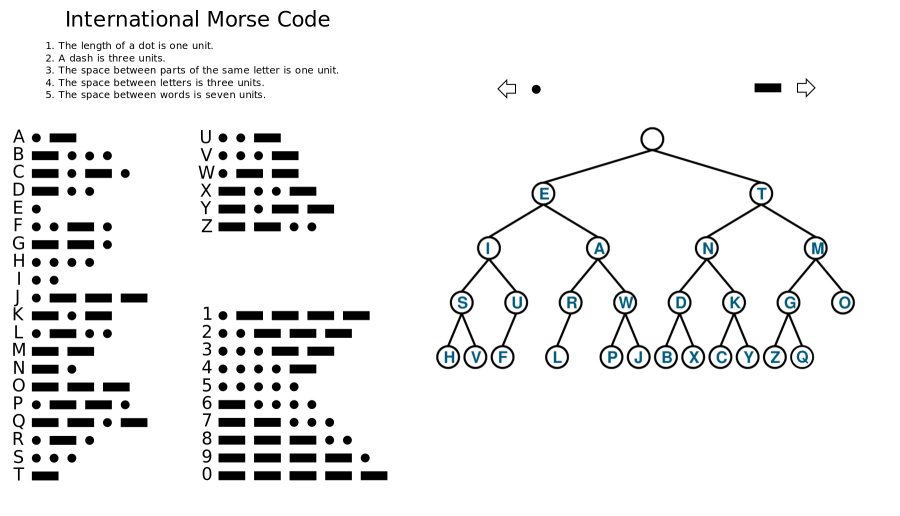 International Morse Code
1. The length of a dot is one unit.
2. A dash is three units.
3. The space between parts of the same letter is one unit.
4. The space between letters is three units.
5. The space between words is seven units.
A
B
C
D
E
F
G
H
I
J
K
L
M
N
O
P
Q
R
S
T
U
V
W
X
Y
Z
1
2
3
4
5
6
7
8
9
0
E T
I A N M
S U R W D K G O
H V F L P J B X C Y Z Q